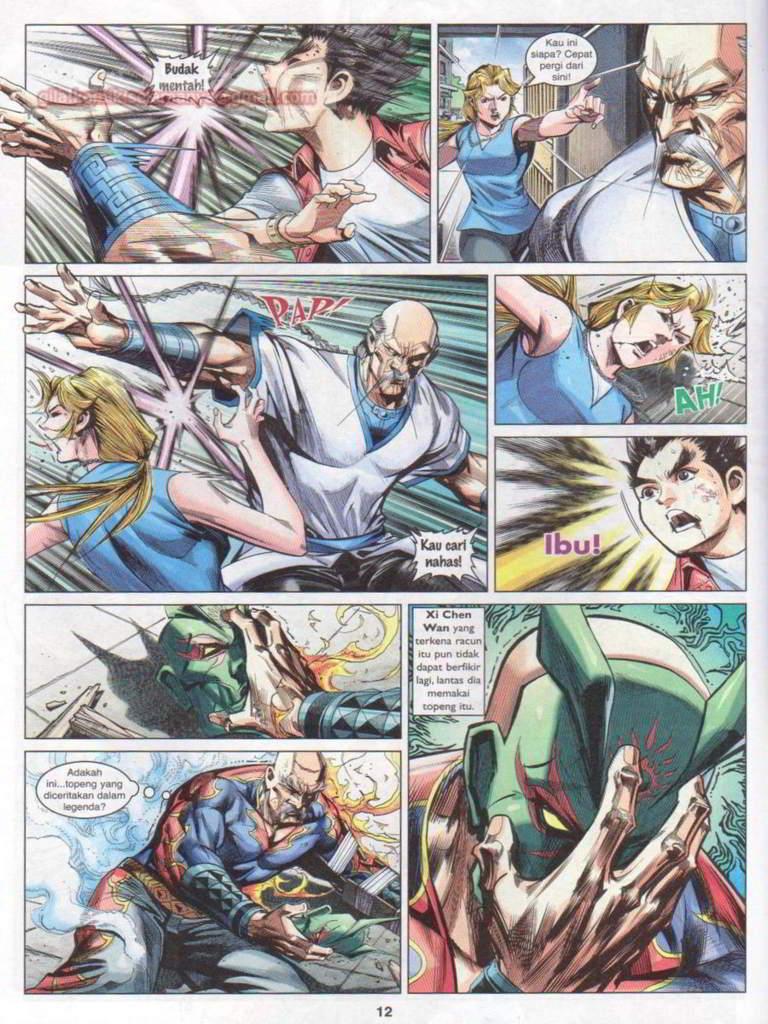 Budak
mentah!
Kau ini
siapa? Cepat
pergi dari
sini!
PAP!
Kau cari
nahas!
AH!
Ibu!
Adakah
ini...topeng yang
diceritakan dalam
legenda?
Xi Chen
Wan yang
terkena racun
itu pun tidak
dapat berfikir
lagi, lantas dia
memakai
topeng itu.
12